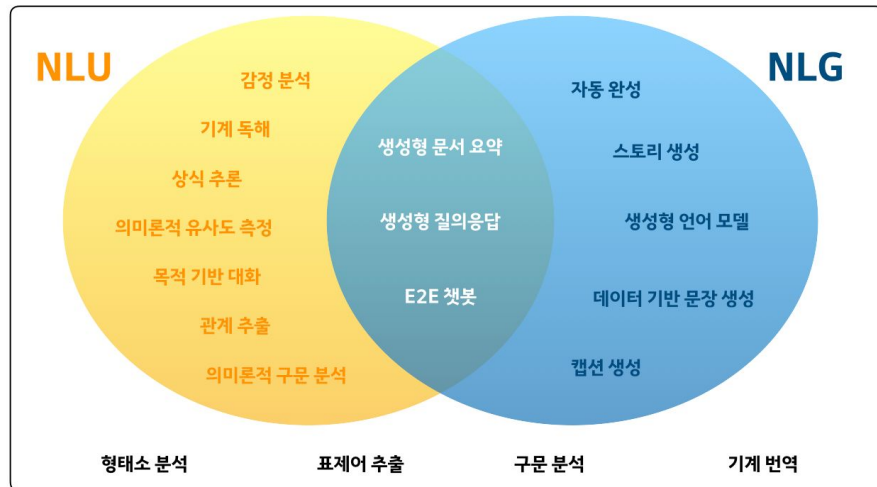 NLU
감정 분석
기계 독해
상식 추론
의미론적 유사도 측정
목적 기반 대화
관계 추출
의미론적 구문 분석
생성형 문서 요약
생성형 질의응답
E2E 챗봇
NLG
자동 완성
스토리 생성
생성형 언어 모델
데이터 기반 문장 생성
캡션 생성
형태소 분석
표제어 추출
구문 분석
기계 번역